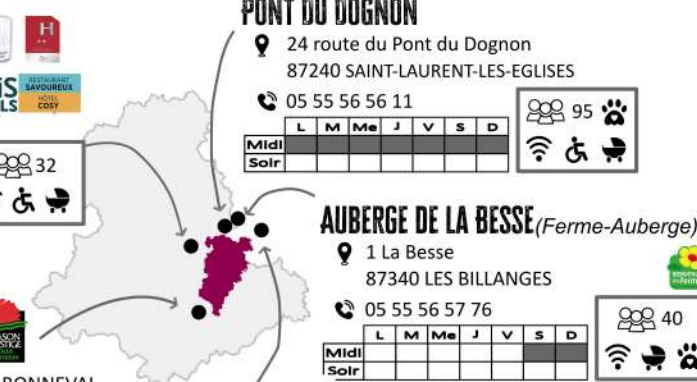 PONT DU DOGNON
24 route du Pont du Dognon
87240 SAINT-LAURENT-LES-EGLISES
05 55 56 56 11
L M Me J V S D
Midi
Soir
95
H
RESTAURANT
SAVOUREUX
HÔTEL
COSY
32
AUBERGE DE LA BESSE(Ferme-Auberge)
1 La Besse
87340 LES BILLANGES
05 55 56 57 76
L M Me J V S D
Midi
Soir
40
BONNEVAL